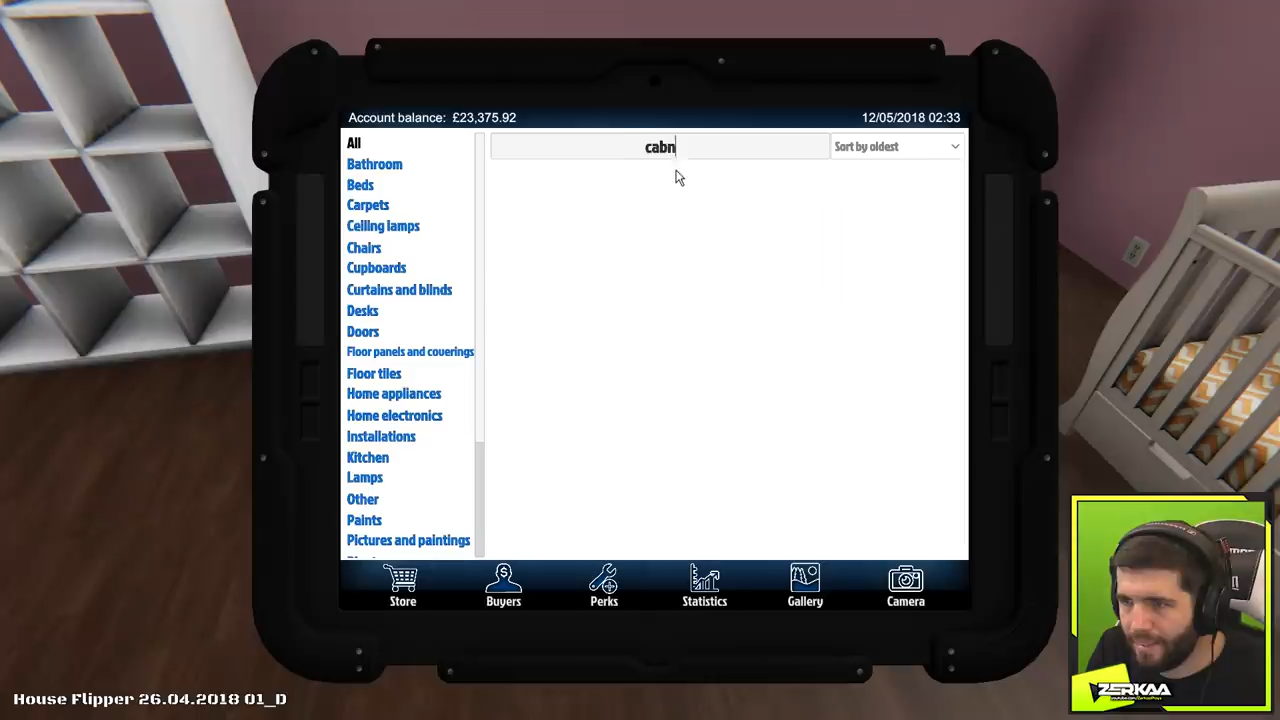 Account balance: £23,375.92
12/05/2018 02:33
All
cabn
Sort by oldest
Bathroom
Beds
Carpets
Ceiling lamps
Chairs
Cupboards
Curtains and blinds
Desks
Doors
Floor panels and coverings
Floor tiles
Home appliances
Home electronics
Installations
Kitchen
Lamps
Other
Paints
Pictures and paintings
Store
Buyers
Perks
Statistics
Gallery
Camera
House Flipper 26.04.2018 01_D
ZERKAA